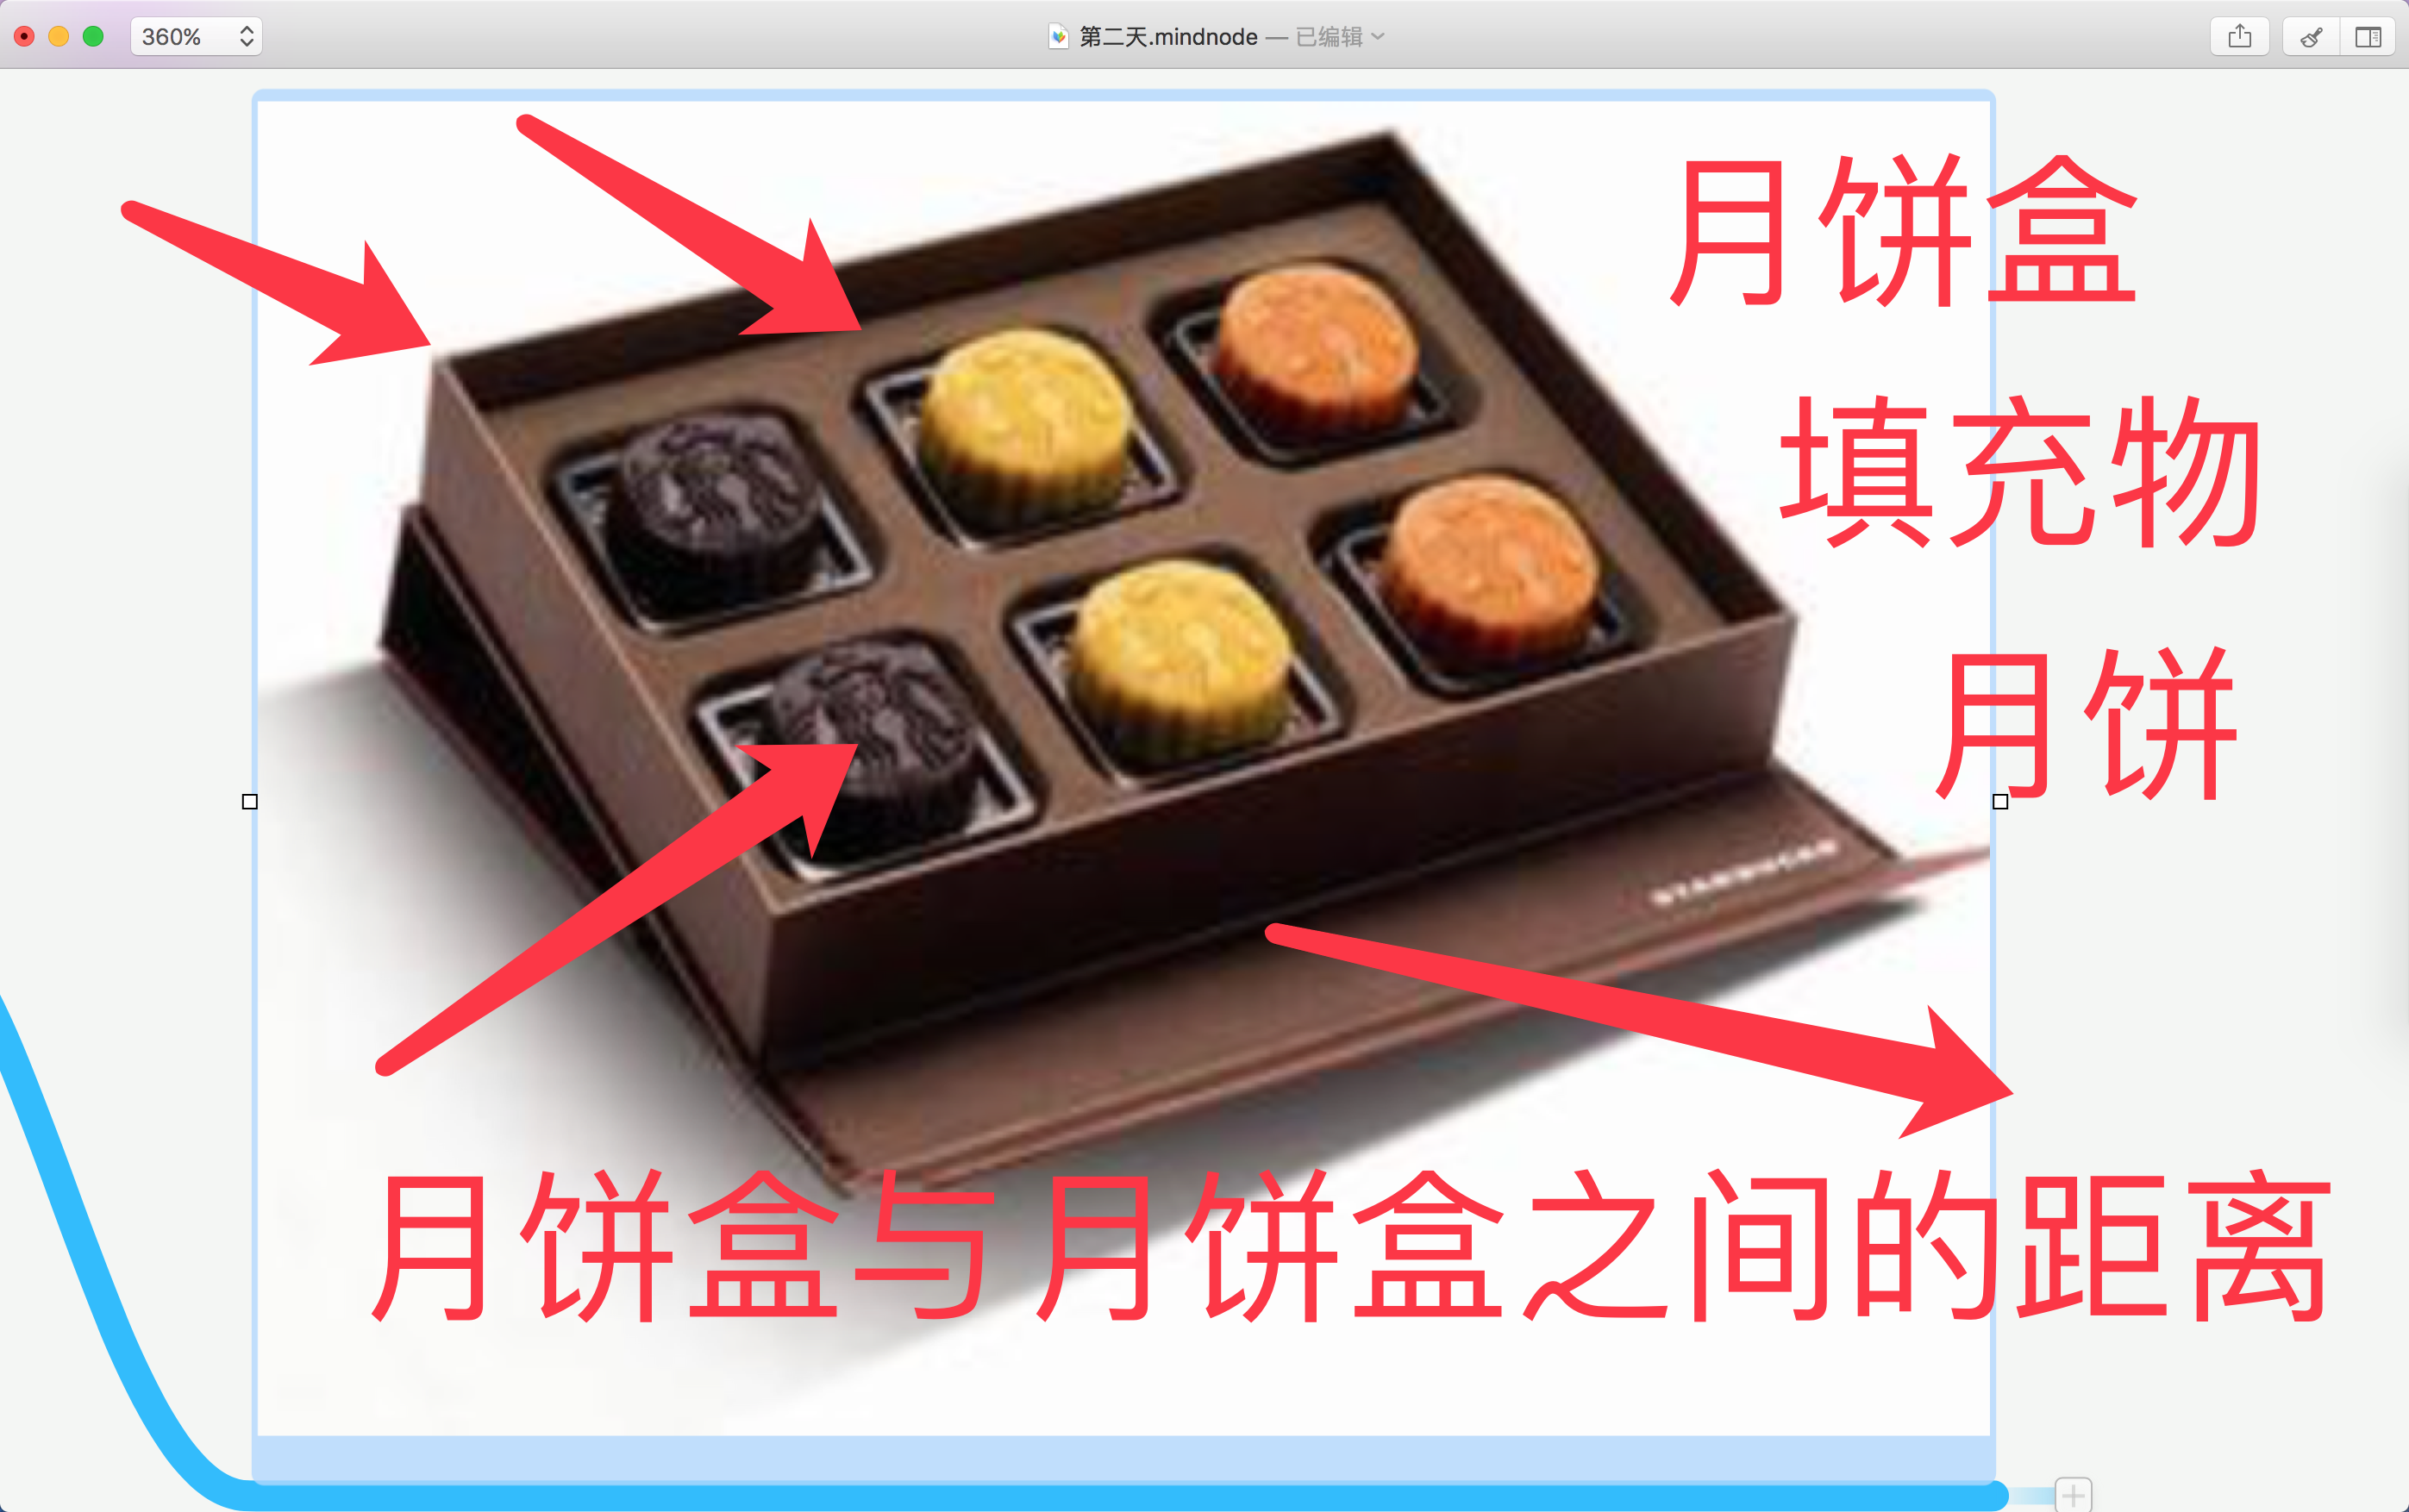 360%
第二天.mindnode — 已编辑
月饼盒
填充物
月饼
STARBUCKS
月饼盒与月饼盒之间的距离